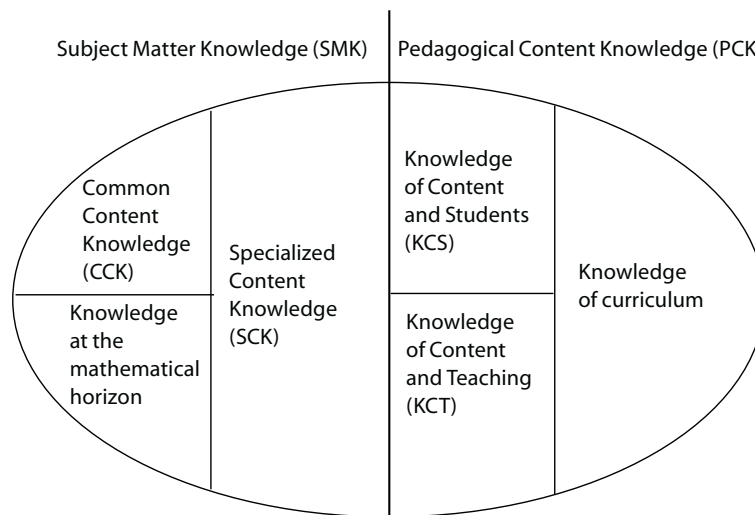 Subject Matter Knowledge (SMK)
Pedagogical Content Knowledge (PCK
Common
Content
Knowledge
(CCK)
Knowledge
at the
mathematical
horizon
Specialized
Content
Knowledge
(SCK)
Knowledge
of Content
and Students
(KCS)
Knowledge
of Content
and Teaching
(KCT)
Knowledge
of curriculum